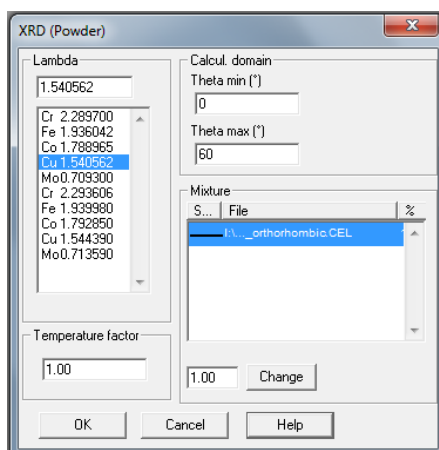 XRD (Powder)
Lambda
1.540562
Cr 2.289700
Fe 1.936042
Co 1.788965
Cu 1.540562
Mo0.709300
Cr 2.293606
Fe 1.939980
Co 1.792850
Cu 1.544390
Mo0.713590
Temperature factor
1.00
Calcul. domain
Theta min (°)
0
Theta max (°)
60
Mixture
S... File %
I:\..._orthorhombic.CEL
1.00 Change
OK Cancel Help